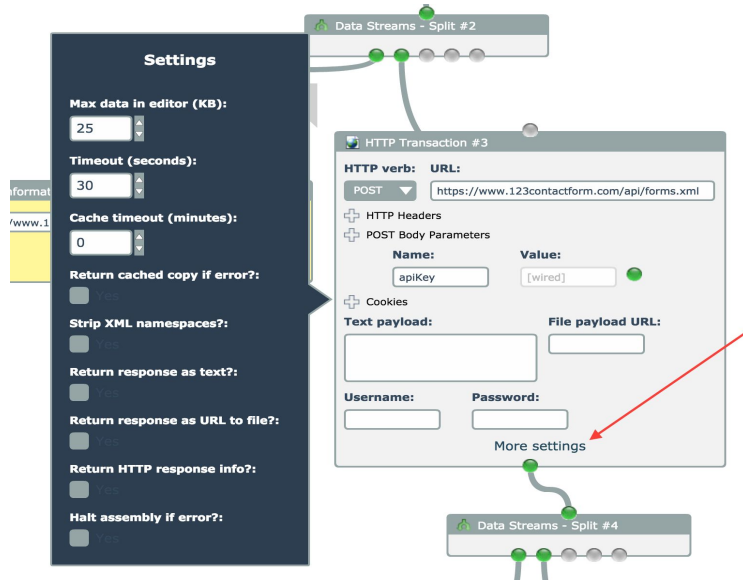 Data Streams - Split #2
Settings
Max data in editor (KB):
25
Timeout (seconds):
30
Cache timeout (minutes):
0
Return cached copy if error?:
Yes
Strip XML namespaces?:
Yes
Return response as text?:
Yes
Return response as URL to file?:
Yes
Return HTTP response info?:
Yes
Halt assembly if error?:
Yes
nformat
/www.1
HTTP Transaction #3
HTTP verb: URL:
POST https://www.123contactform.com/api/forms.xml
HTTP Headers
POST Body Parameters
Name: Value:
apiKey [wired]
Cookies
Text payload: File payload URL:
Username: Password:
More settings
Data Streams - Split #4